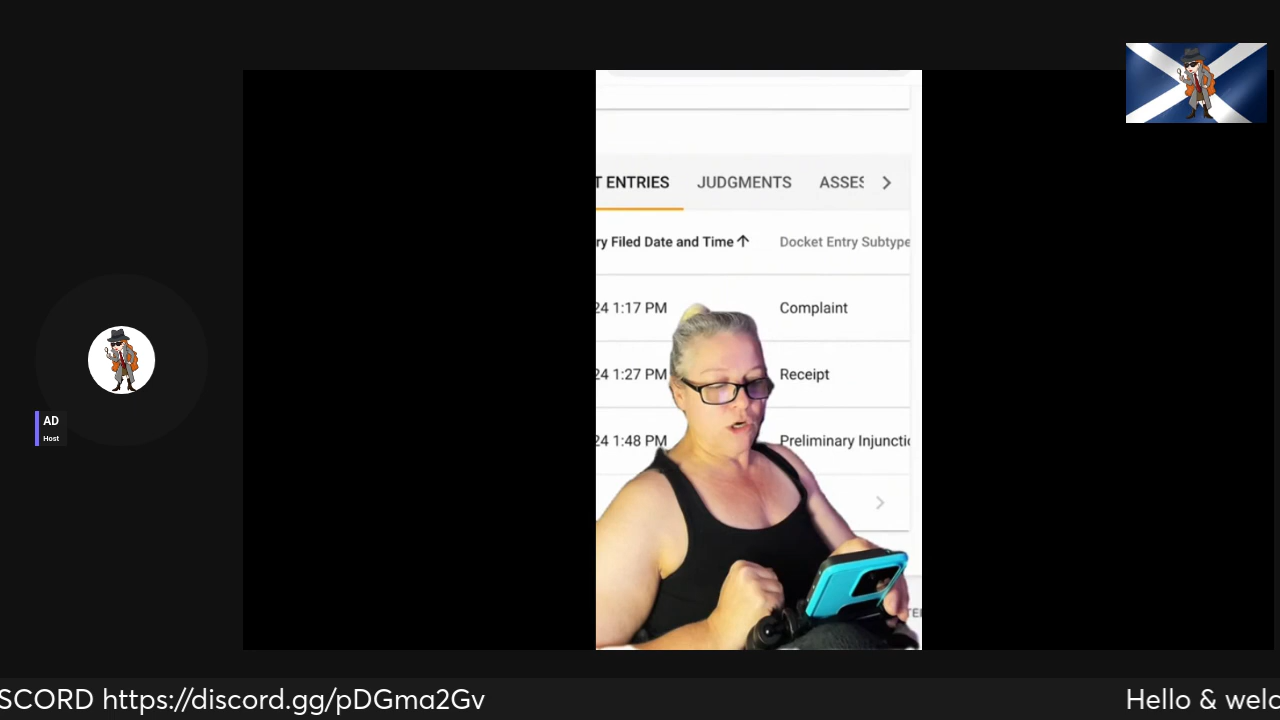 T ENTRIES JUDGMENTS ASSES
ry Filed Date and Time Docket Entry Subtype
24 1:17 PM Complaint
24 1:27 PM Receipt
24 1:48 PM Preliminary Injunctio
AD
Host
SCORD https://discord.gg/pDGma2Gv Hello & welc